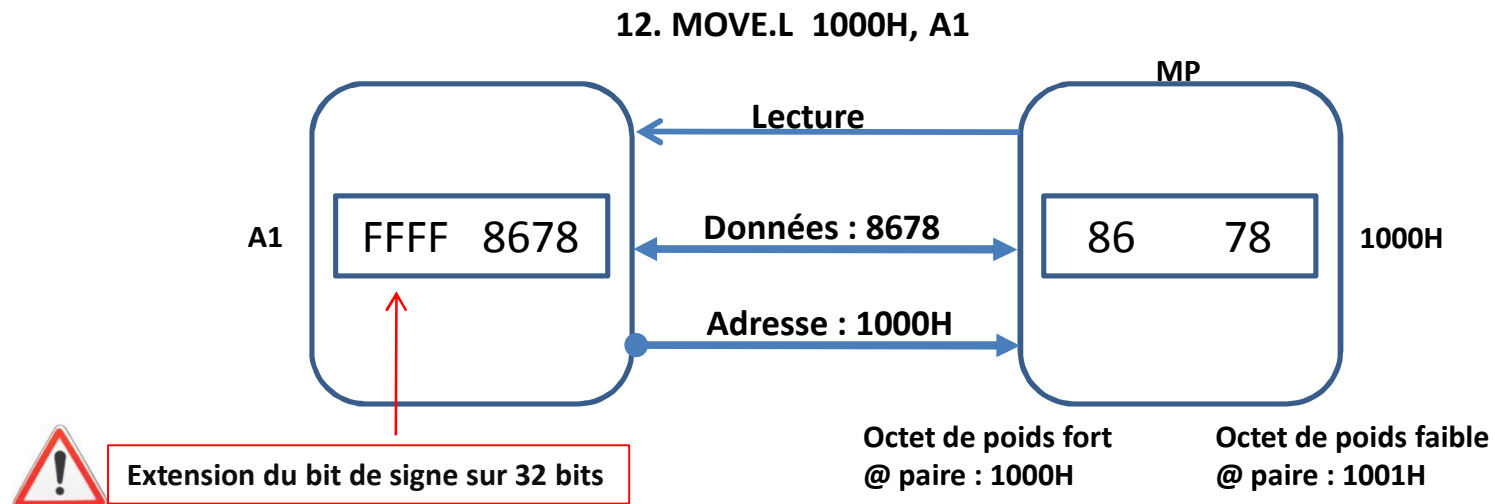 12. MOVE.L 1000H, A1
MP
Lecture
A1
FFFF 8678
Données : 8678
86 78
1000H
Adresse : 1000H
Extension du bit de signe sur 32 bits
Octet de poids fort
@ paire : 1000H
Octet de poids faible
@ paire : 1001H